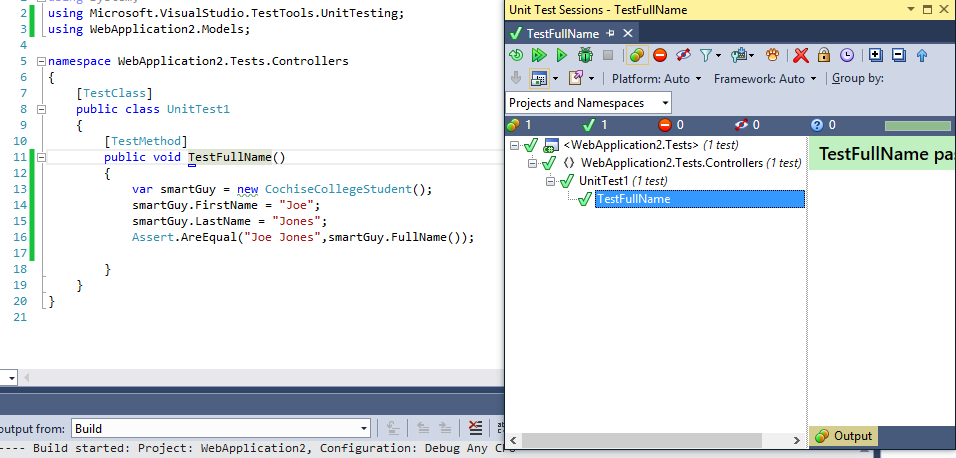 1
2 using Microsoft.VisualStudio.TestTools.UnitTesting;
3 using WebApplication2.Models;
4
5 namespace WebApplication2.Tests.Controllers
6 {
7 [TestClass]
8 public class UnitTest1
9 {
10 [TestMethod]
11 public void TestFullName()
12 {
13 var smartGuy = new CochiseCollegeStudent();
14 smartGuy.FirstName = "Joe";
15 smartGuy.LastName = "Jones";
16 Assert.AreEqual("Joe Jones",smartGuy.FullName());
17
18 }
19 }
20 }
21
output from: Build
---- Build started: Project: WebApplication2, Configuration: Debug Any CPU
Unit Test Sessions - TestFullName
TestFullName
Platform: Auto Framework: Auto Group by:
Projects and Namespaces
1 1 0 0 0
<WebApplication2.Tests> (1 test)
WebApplication2.Tests.Controllers (1 test)
UnitTest1 (1 test)
TestFullName
TestFullName pa
Output